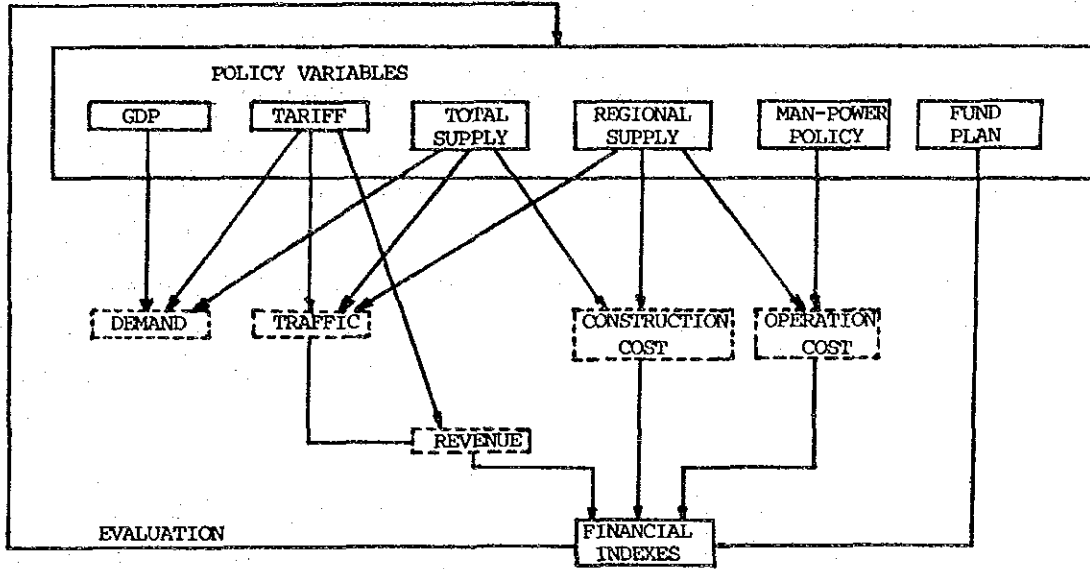 POLICY VARIABLES
GDP
TARIFF
TOTAL
SUPPLY
REGIONAL
SUPPLY
MAN-POWER
POLICY
FUND
PLAN
DEMAND
TRAFFIC
CONSTRUCTION
COST
OPERATION
COST
REVENUE
EVALUATION
FINANCIAL
INDEXES